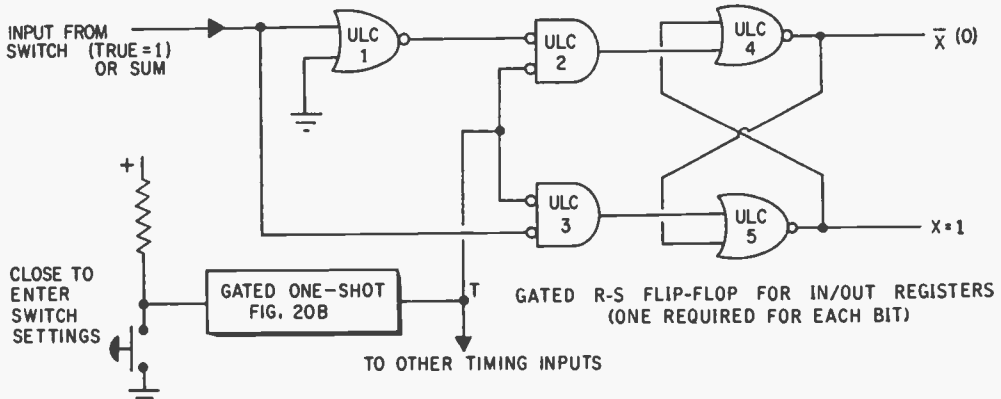 INPUT FROM
SWITCH (TRUE=1)
OR SUM
ULC
1
ULC
2
ULC
3
ULC
4
ULC
5
X̄ (0)
X=1
+
CLOSE TO
ENTER
SWITCH
SETTINGS
GATED ONE-SHOT
FIG. 20B
T
TO OTHER TIMING INPUTS
GATED R-S FLIP-FLOP FOR IN/OUT REGISTERS
(ONE REQUIRED FOR EACH BIT)